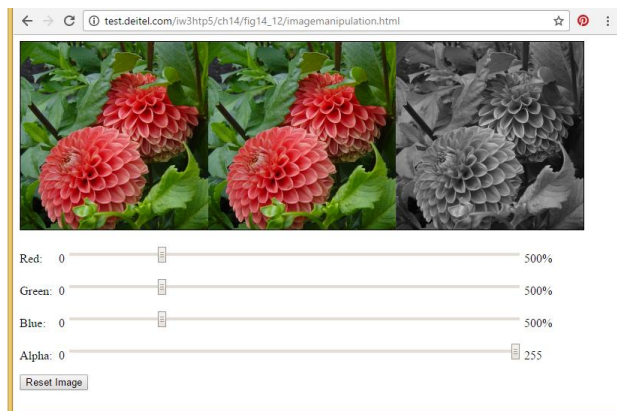 test.deitel.com/iw3htp5/ch14/fig14_12/imagemanipulation.html
Red: 0 500%
Green: 0 500%
Blue: 0 500%
Alpha: 0 255
Reset Image